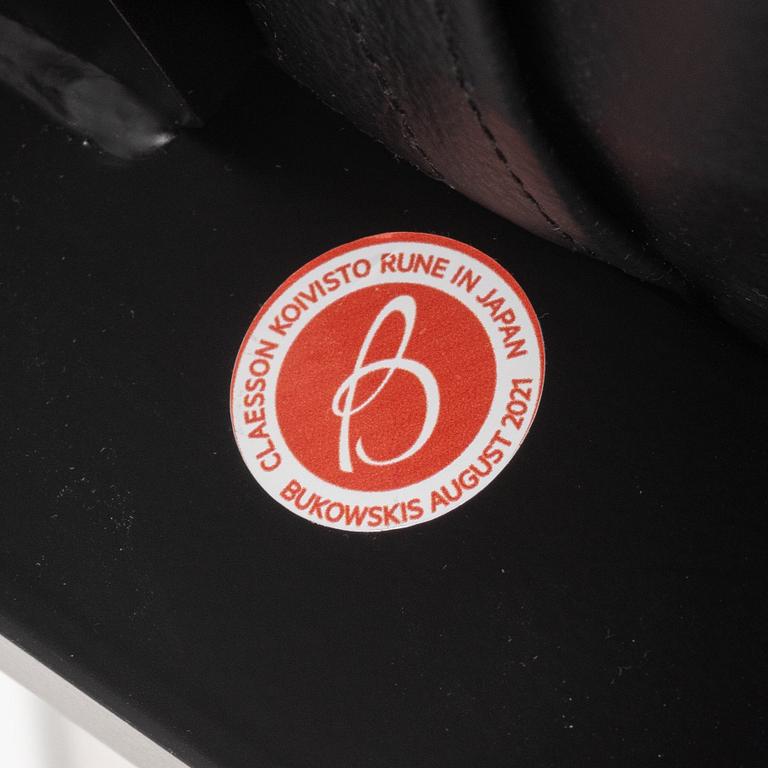 CLAESSON KOIVISTO RUNE IN JAPAN
B
BUKOWSKIS AUGUST 2021